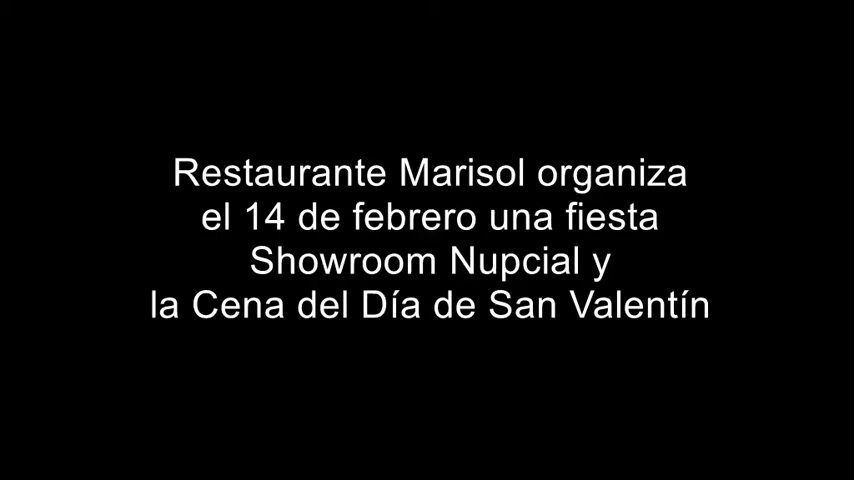 Restaurante Marisol organiza
el 14 de febrero una fiesta
Showroom Nupcial y
la Cena del Día de San Valentín